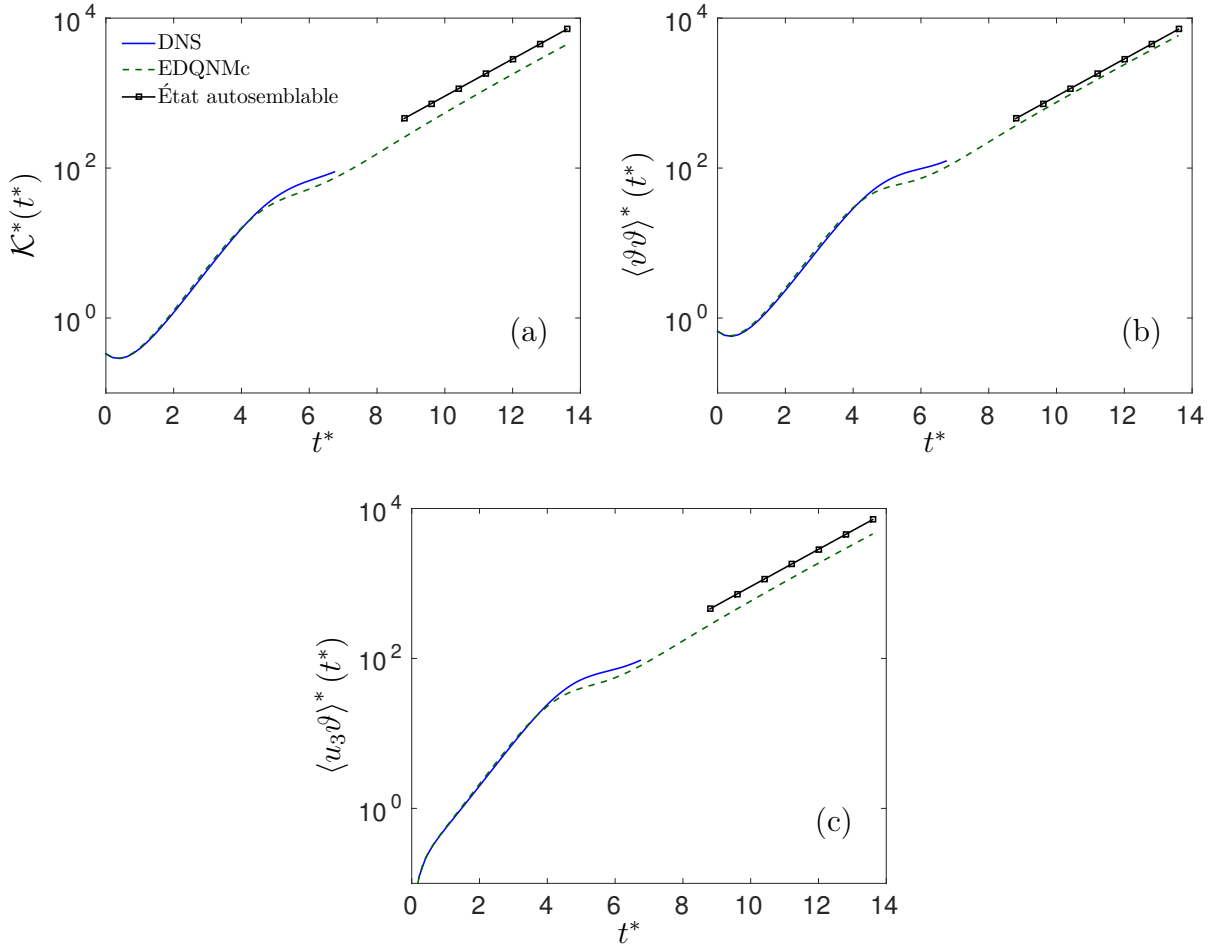 10^4
10^2
10^0
𝒦*(t*)
DNS
EDQNMc
État autosemblable
(a)
0 2 4 6 8 10 12 14
t*
10^4
10^2
10^0
⟨ϑϑ⟩* (t*)
(b)
0 2 4 6 8 10 12 14
t*
10^4
10^2
10^0
⟨u₃ϑ⟩* (t*)
(c)
0 2 4 6 8 10 12 14
t*